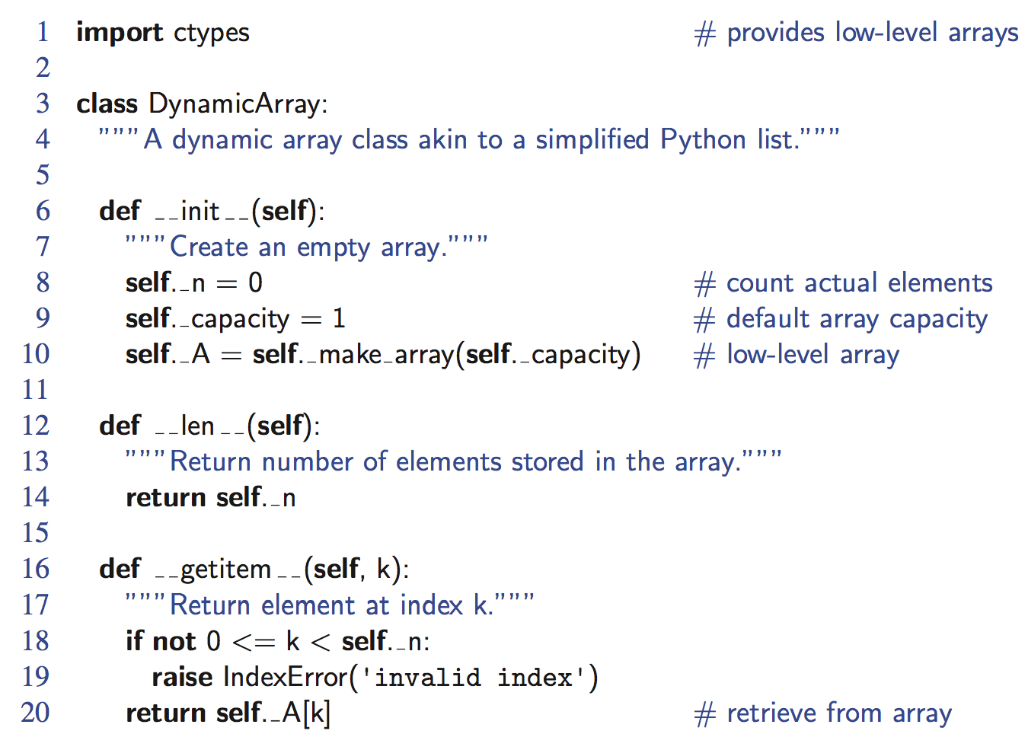 1 import ctypes # provides low-level arrays
2
3 class DynamicArray:
4 """A dynamic array class akin to a simplified Python list."""
5
6 def __init__(self):
7 """Create an empty array."""
8 self._n = 0 # count actual elements
9 self._capacity = 1 # default array capacity
10 self._A = self._make_array(self._capacity) # low-level array
11
12 def __len__(self):
13 """Return number of elements stored in the array."""
14 return self._n
15
16 def __getitem__(self, k):
17 """Return element at index k."""
18 if not 0 <= k < self._n:
19 raise IndexError('invalid index')
20 return self._A[k] # retrieve from array